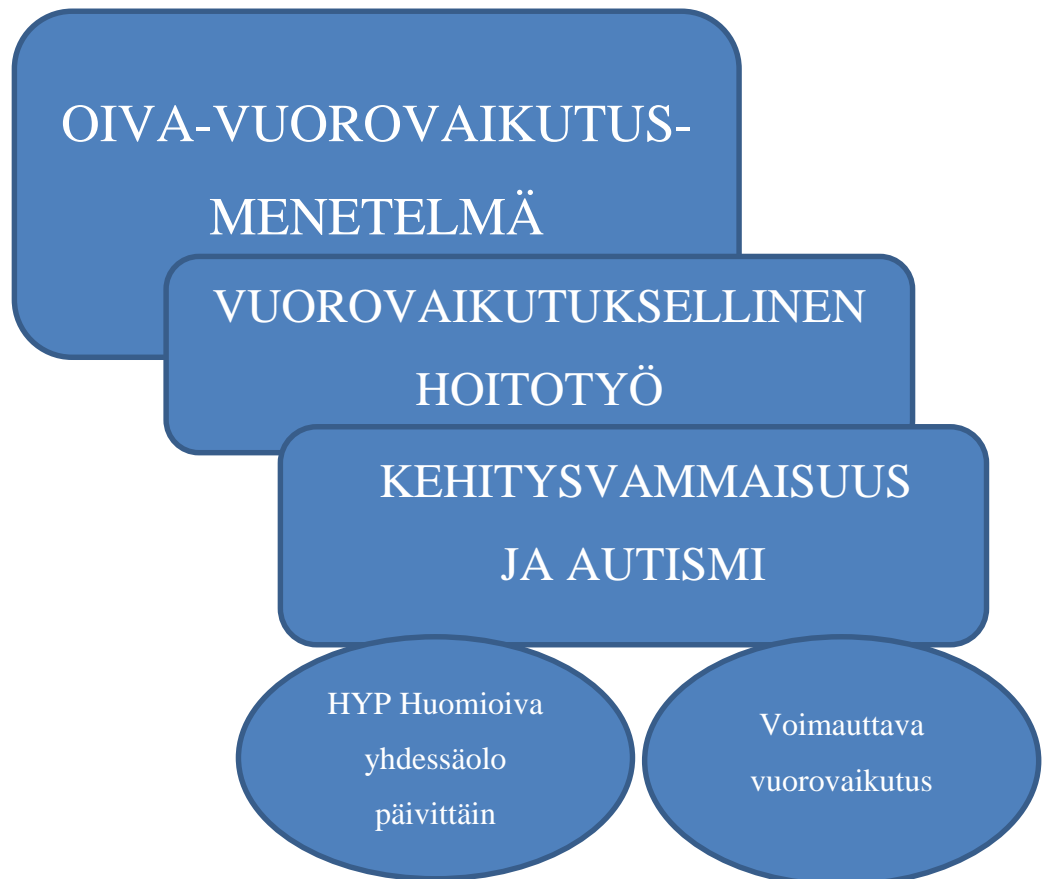 OIVA-VUOROVAIKUTUS-
MENETELMÄ
VUOROVAIKUTUKSELLINEN
HOITOTYÖ
KEHITYSVAMMAISUUS
JA AUTISMI
HYP Huomioiva
yhdessäolo
päivittäin
Voimauttava
vuorovaikutus